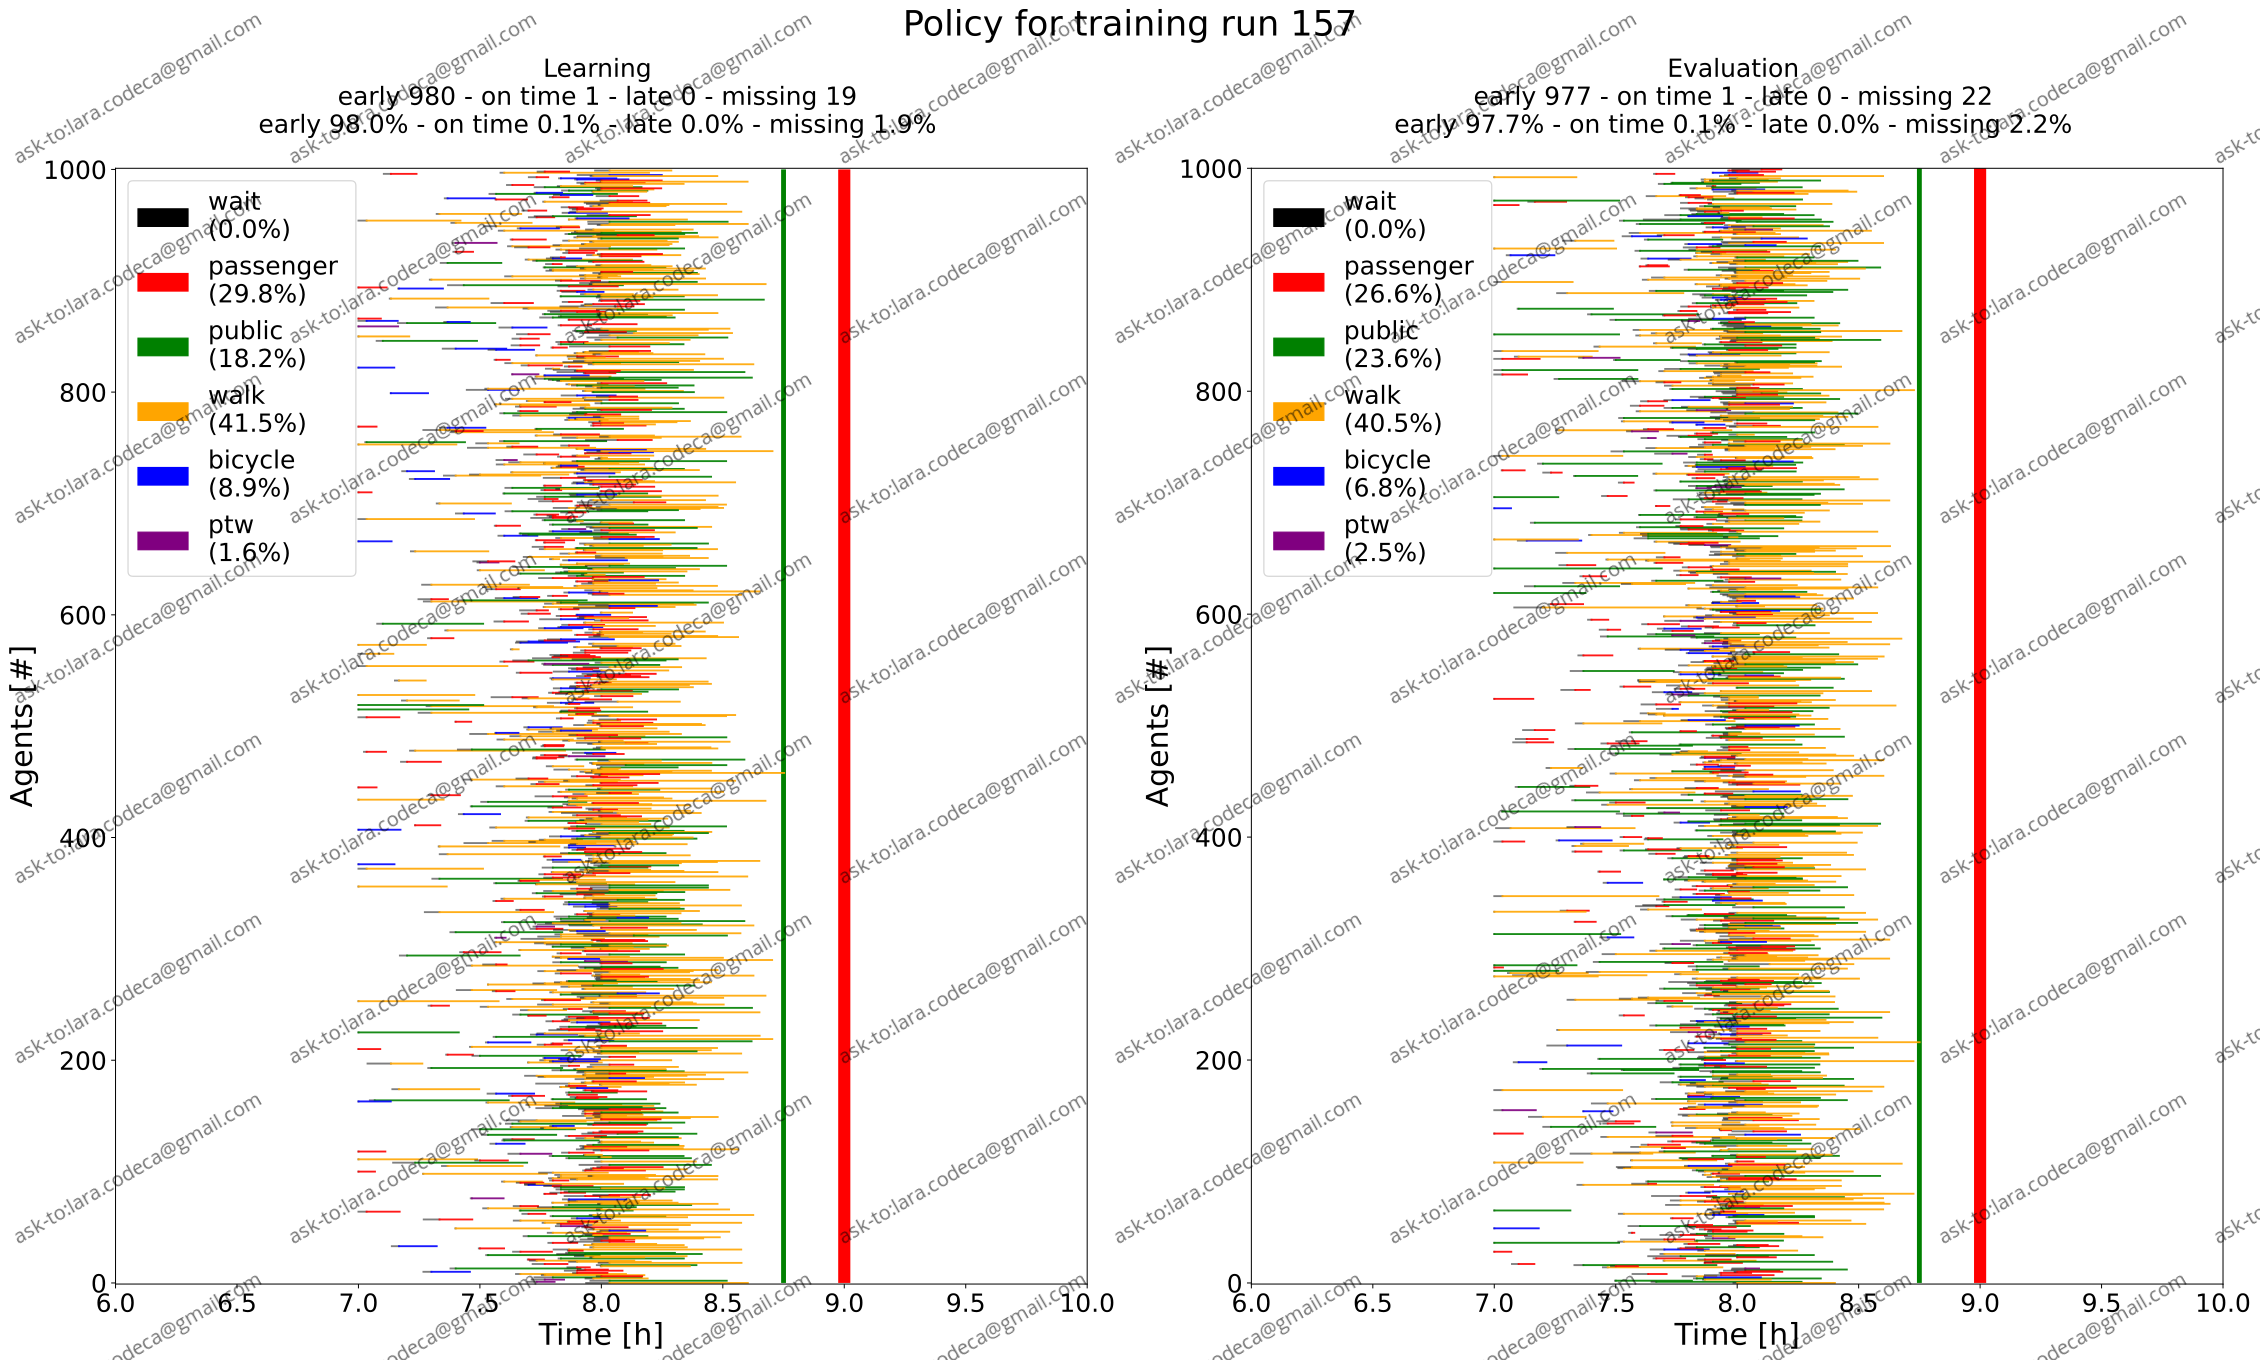 Policy for training run 157
Learning
early 980 - on time 1 - late 0 - missing 19
early 98.0% - on time 0.1% - late 0.0% - missing 1.9%
wait
(0.0%)
passenger
(29.8%)
public
(18.2%)
walk
(41.5%)
bicycle
(8.9%)
ptw
(1.6%)
1000
800
600
400
200
0
Agents [#]
6.0 6.5 7.0 7.5 8.0 8.5 9.0 9.5 10.0
Time [h]
Evaluation
early 977 - on time 1 - late 0 - missing 22
early 97.7% - on time 0.1% - late 0.0% - missing 2.2%
wait
(0.0%)
passenger
(26.6%)
public
(23.6%)
walk
(40.5%)
bicycle
(6.8%)
ptw
(2.5%)
1000
800
600
400
200
0
Agents [#]
6.0 6.5 7.0 7.5 8.0 8.5 9.0 9.5 10.0
Time [h]
ask-to:lara.codeca@gmail.com